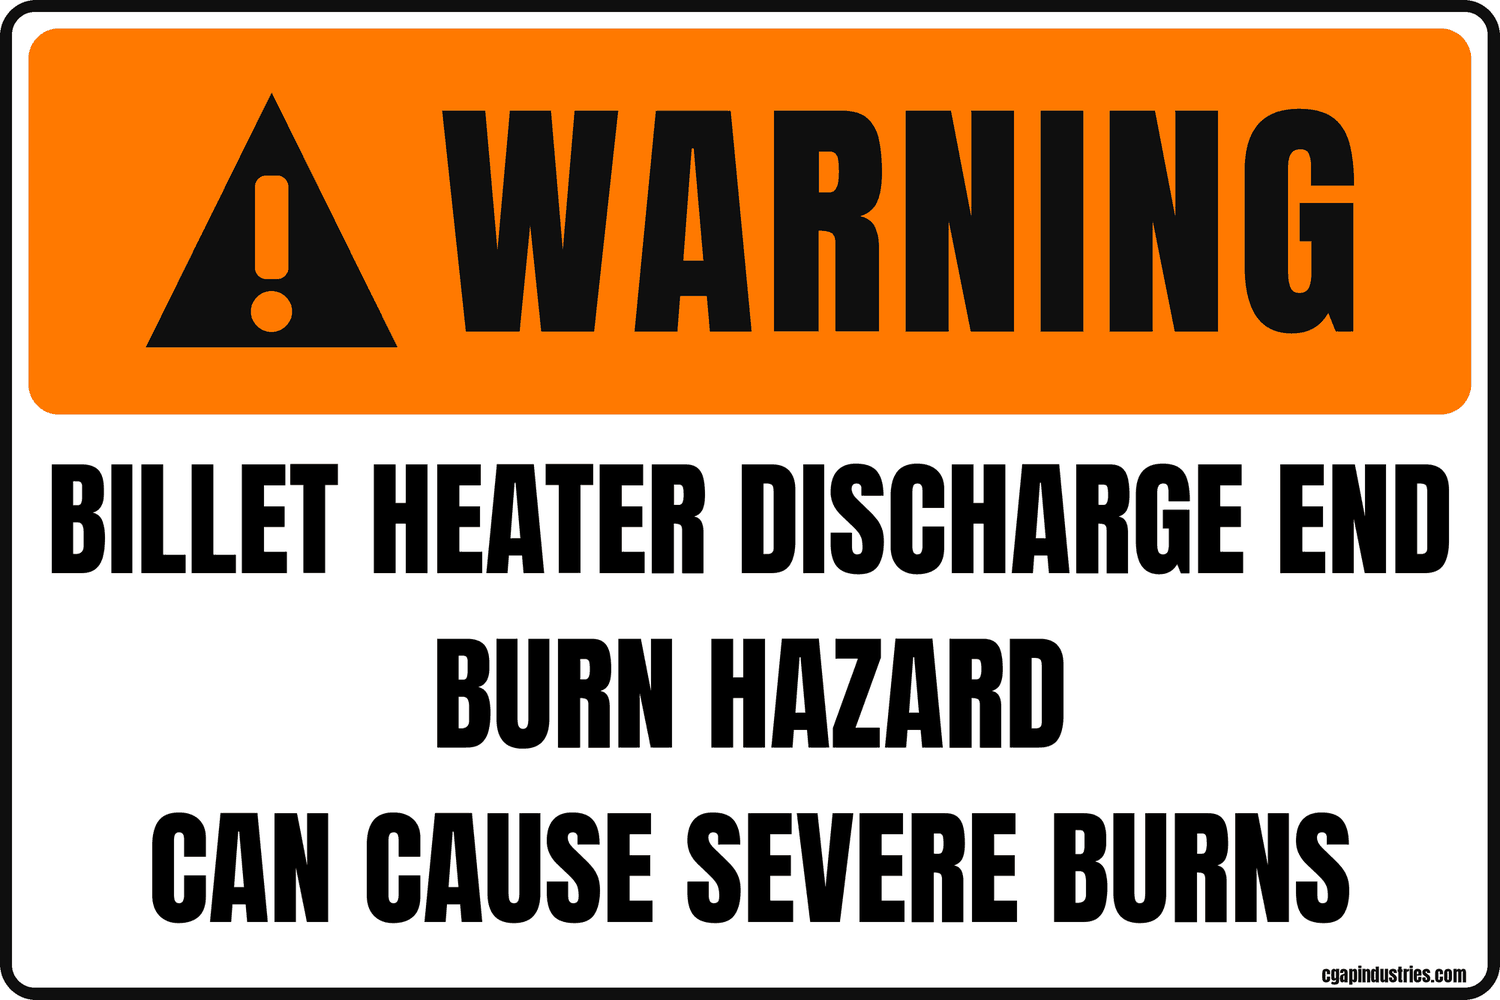 WARNING
BILLET HEATER DISCHARGE END
BURN HAZARD
CAN CAUSE SEVERE BURNS
cgapindustries.com